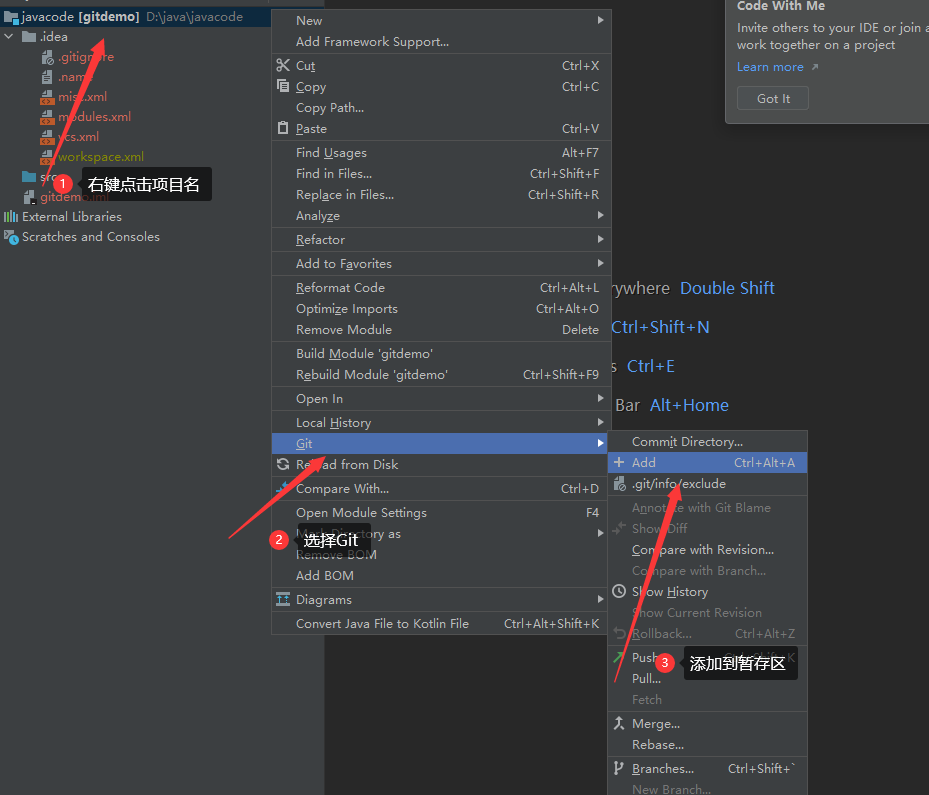 javacode [gitdemo] D:\java\javacode
.idea
.gitignore
.name
misc.xml
modules.xml
vcs.xml
workspace.xml
src
1 右键点击项目名
gitdemo.iml
External Libraries
Scratches and Consoles
New
Add Framework Support...
Cut Ctrl+X
Copy Ctrl+C
Copy Path...
Paste Ctrl+V
Find Usages Alt+F7
Find in Files... Ctrl+Shift+F
Replace in Files... Ctrl+Shift+R
Analyze
Refactor
Add to Favorites
Reformat Code Ctrl+Alt+L
Optimize Imports Ctrl+Alt+O
Remove Module Delete
Build Module 'gitdemo'
Rebuild Module 'gitdemo' Ctrl+Shift+F9
Open In
Local History
Git
Reload from Disk
Compare With... Ctrl+D
Open Module Settings F4
Mark Directory as
2 选择Git
Remove BOM
Add BOM
Diagrams
Convert Java File to Kotlin File Ctrl+Alt+Shift+K
Code With Me
Invite others to your IDE or join a
work together on a project
Learn more
Got It
rywhere Double Shift
Ctrl+Shift+N
s Ctrl+E
Bar Alt+Home
Commit Directory...
Add Ctrl+Alt+A
.git/info/exclude
Annotate with Git Blame
Show Diff
Compare with Revision...
Compare with Branch...
Show History
Show Current Revision
Rollback... Ctrl+Alt+Z
Push... Ctrl+Shift+K
3 添加到暂存区
Pull...
Fetch
Merge...
Rebase...
Branches... Ctrl+Shift+`
New Branch...